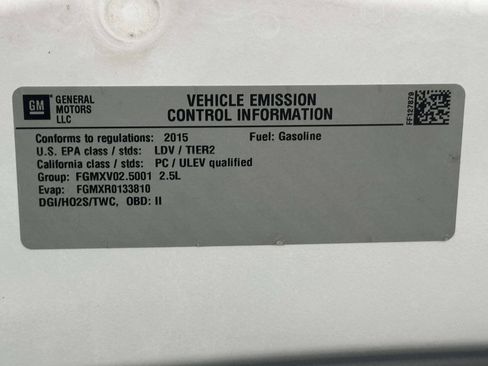 GM
GENERAL
MOTORS
LLC
VEHICLE EMISSION
CONTROL INFORMATION
FF127879
Conforms to regulations: 2015 Fuel: Gasoline
U.S. EPA class / stds: LDV / TIER2
California class / stds: PC / ULEV qualified
Group: FGMXV02.5001 2.5L
Evap: FGMXR0133810
DGI/HO2S/TWC, OBD: II